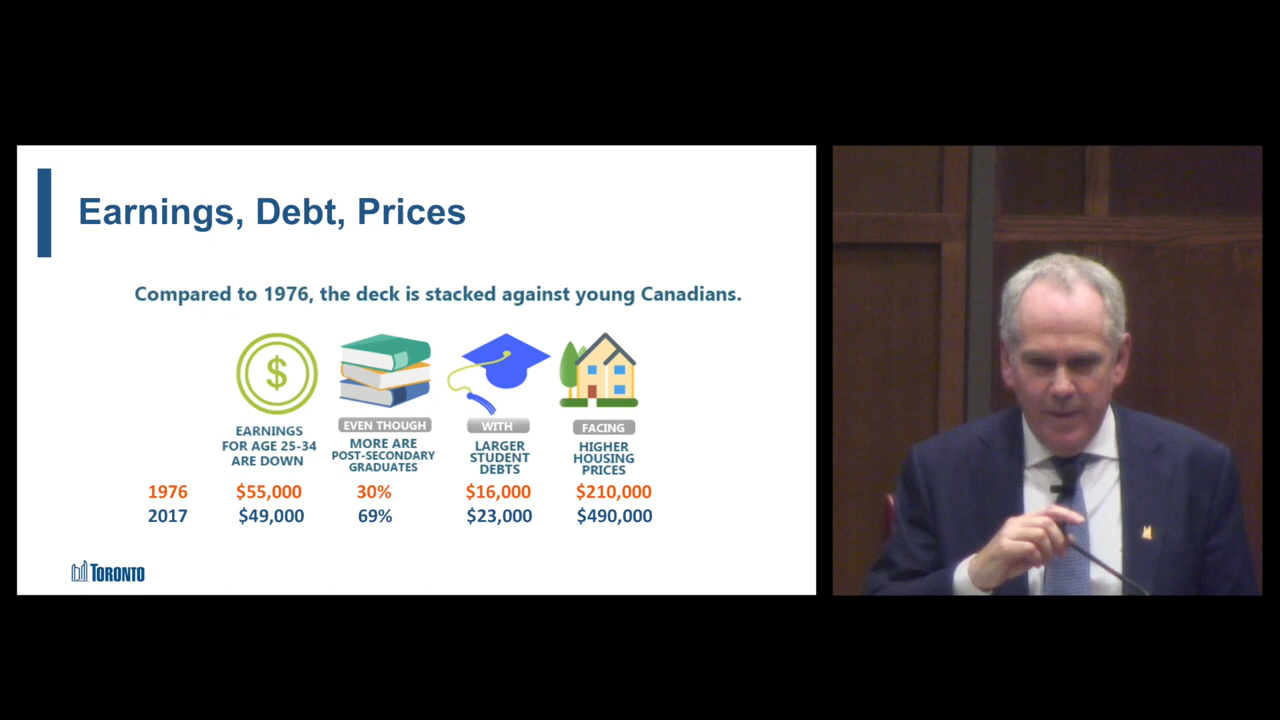 Earnings, Debt, Prices
Compared to 1976, the deck is stacked against young Canadians.
$
EARNINGS
FOR AGE 25-34
ARE DOWN
EVEN THOUGH
MORE ARE
POST-SECONDARY
GRADUATES
WITH
LARGER
STUDENT
DEBTS
FACING
HIGHER
HOUSING
PRICES
1976 $55,000 30% $16,000 $210,000
2017 $49,000 69% $23,000 $490,000
TORONTO